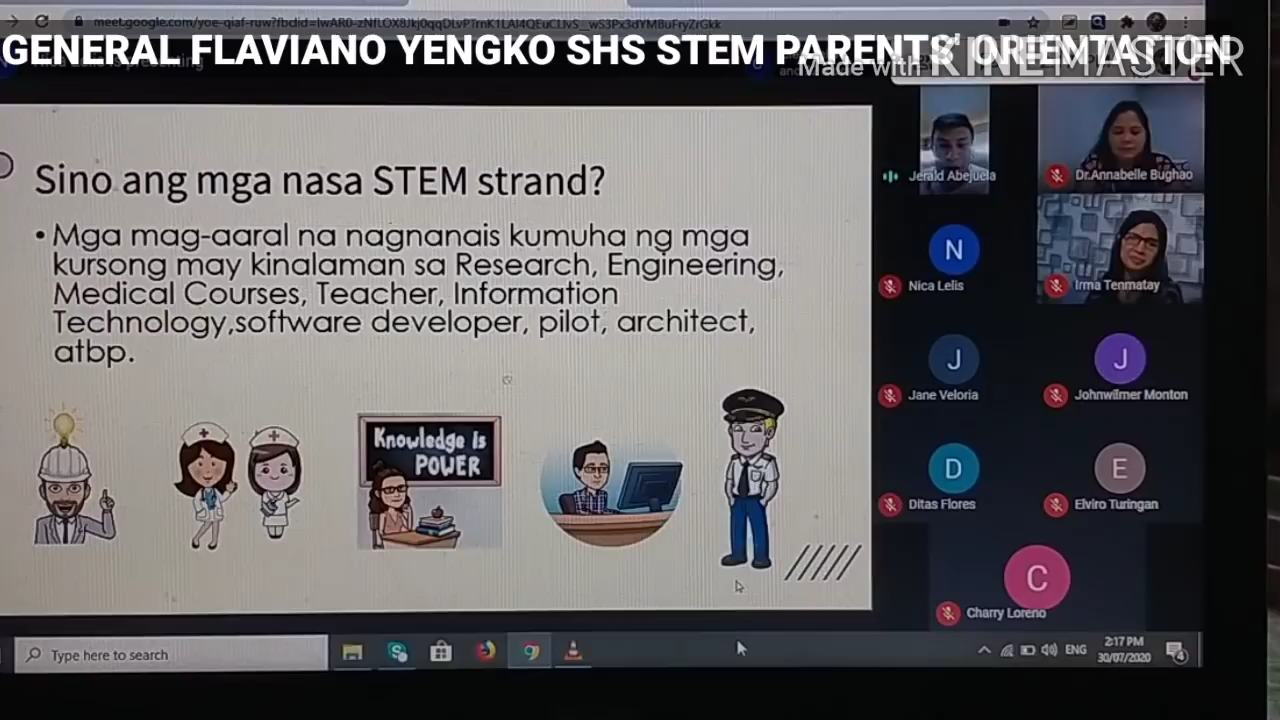 GENERAL FLAVIANO YENGKO SHS STEM PARENTS' ORIENTATION
Made with KINEMASTER
Sino ang mga nasa STEM strand?
• Mga mag-aaral na nagnanais kumuha ng mga
kursong may kinalaman sa Research, Engineering,
Medical Courses, Teacher, Information
Technology,software developer, pilot, architect,
atbp.
Knowledge is
POWER
Jerald Abejuela
Dr.Annabelle Bughao
N
Nica Lelis
Irma Tenmatay
J
Jane Veloria
J
Johnwilmer Monton
D
Ditas Flores
E
Elviro Turingan
C
Charry Loreno
Type here to search
ENG
2:17 PM
30/07/2020
4